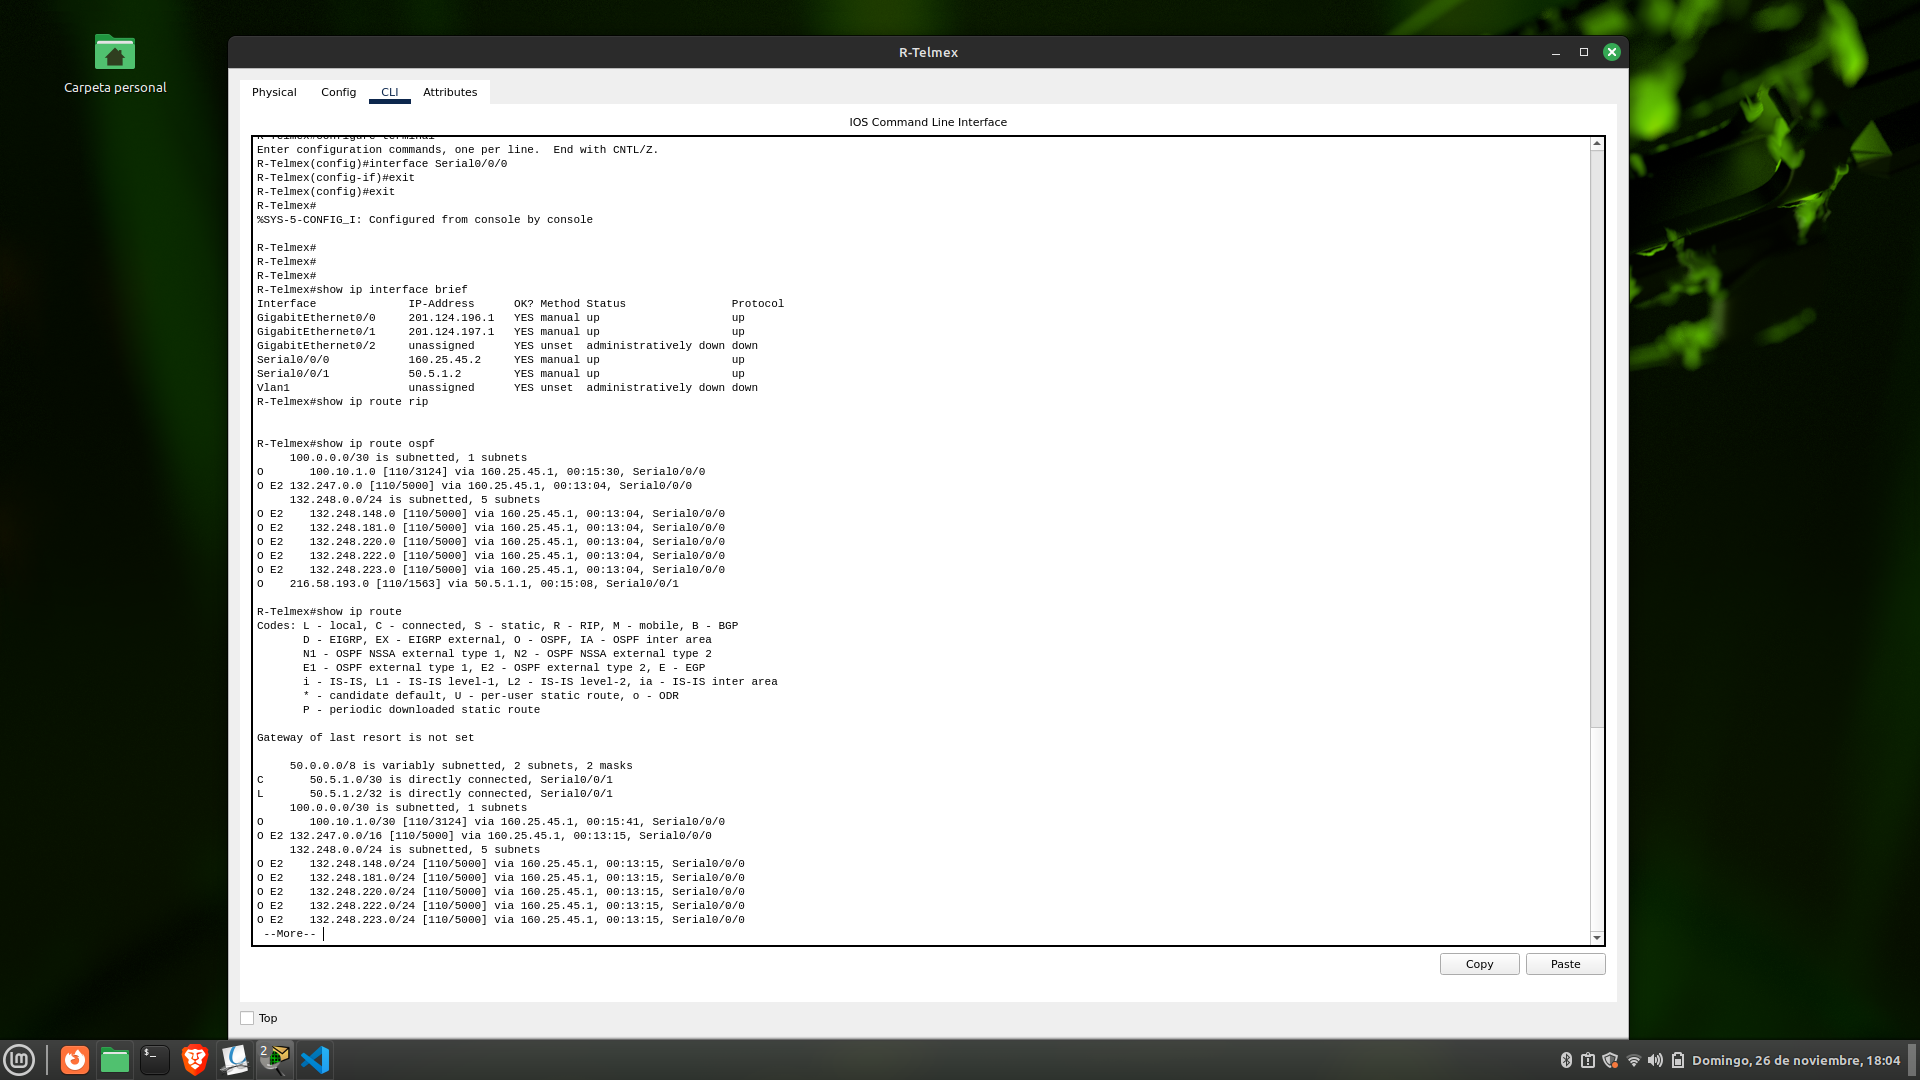 Carpeta personal
R-Telmex
Physical
Config
CLI
Attributes
IOS Command Line Interface
R-Telmex#configure terminal
Enter configuration commands, one per line.  End with CNTL/Z.
R-Telmex(config)#interface Serial0/0/0
R-Telmex(config-if)#exit
R-Telmex(config)#exit
R-Telmex#
%SYS-5-CONFIG_I: Configured from console by console
R-Telmex#
R-Telmex#
R-Telmex#
R-Telmex#show ip interface brief
Interface              IP-Address      OK? Method Status                Protocol
GigabitEthernet0/0     201.124.196.1   YES manual up                    up
GigabitEthernet0/1     201.124.197.1   YES manual up                    up
GigabitEthernet0/2     unassigned      YES unset  administratively down down
Serial0/0/0            160.25.45.2     YES manual up                    up
Serial0/0/1            50.5.1.2        YES manual up                    up
Vlan1                  unassigned      YES unset  administratively down down
R-Telmex#show ip route rip
R-Telmex#show ip route ospf
     100.0.0.0/30 is subnetted, 1 subnets
O       100.10.1.0 [110/3124] via 160.25.45.1, 00:15:30, Serial0/0/0
O E2 132.247.0.0 [110/5000] via 160.25.45.1, 00:13:04, Serial0/0/0
     132.248.0.0/24 is subnetted, 5 subnets
O E2    132.248.148.0 [110/5000] via 160.25.45.1, 00:13:04, Serial0/0/0
O E2    132.248.181.0 [110/5000] via 160.25.45.1, 00:13:04, Serial0/0/0
O E2    132.248.220.0 [110/5000] via 160.25.45.1, 00:13:04, Serial0/0/0
O E2    132.248.222.0 [110/5000] via 160.25.45.1, 00:13:04, Serial0/0/0
O E2    132.248.223.0 [110/5000] via 160.25.45.1, 00:13:04, Serial0/0/0
O    216.58.193.0 [110/1563] via 50.5.1.1, 00:15:08, Serial0/0/1
R-Telmex#show ip route
Codes: L - local, C - connected, S - static, R - RIP, M - mobile, B - BGP
       D - EIGRP, EX - EIGRP external, O - OSPF, IA - OSPF inter area
       N1 - OSPF NSSA external type 1, N2 - OSPF NSSA external type 2
       E1 - OSPF external type 1, E2 - OSPF external type 2, E - EGP
       i - IS-IS, L1 - IS-IS level-1, L2 - IS-IS level-2, ia - IS-IS inter area
       * - candidate default, U - per-user static route, o - ODR
       P - periodic downloaded static route
Gateway of last resort is not set
     50.0.0.0/8 is variably subnetted, 2 subnets, 2 masks
C       50.5.1.0/30 is directly connected, Serial0/0/1
L       50.5.1.2/32 is directly connected, Serial0/0/1
     100.0.0.0/30 is subnetted, 1 subnets
O       100.10.1.0/30 [110/3124] via 160.25.45.1, 00:15:41, Serial0/0/0
O E2 132.247.0.0/16 [110/5000] via 160.25.45.1, 00:13:15, Serial0/0/0
     132.248.0.0/24 is subnetted, 5 subnets
O E2    132.248.148.0/24 [110/5000] via 160.25.45.1, 00:13:15, Serial0/0/0
O E2    132.248.181.0/24 [110/5000] via 160.25.45.1, 00:13:15, Serial0/0/0
O E2    132.248.220.0/24 [110/5000] via 160.25.45.1, 00:13:15, Serial0/0/0
O E2    132.248.222.0/24 [110/5000] via 160.25.45.1, 00:13:15, Serial0/0/0
O E2    132.248.223.0/24 [110/5000] via 160.25.45.1, 00:13:15, Serial0/0/0
 --More--
Copy
Paste
Top
$_
2
Domingo, 26 de noviembre, 18:04